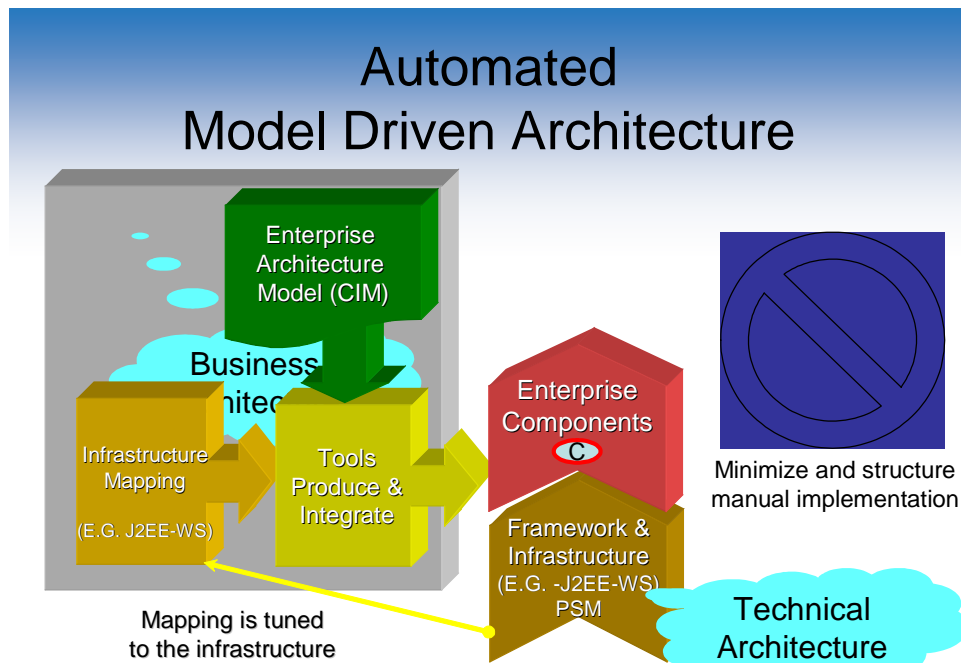 Automated
Model Driven Architecture
Enterprise
Architecture
Model (CIM)
Business
Infrastructure
Mapping
(E.G. J2EE-WS)
Tools
Produce &
Integrate
Enterprise
Components
C
Framework &
Infrastructure
(E.G. -J2EE-WS)
PSM
Minimize and structure
manual implementation
Mapping is tuned
to the infrastructure
Technical
Architecture